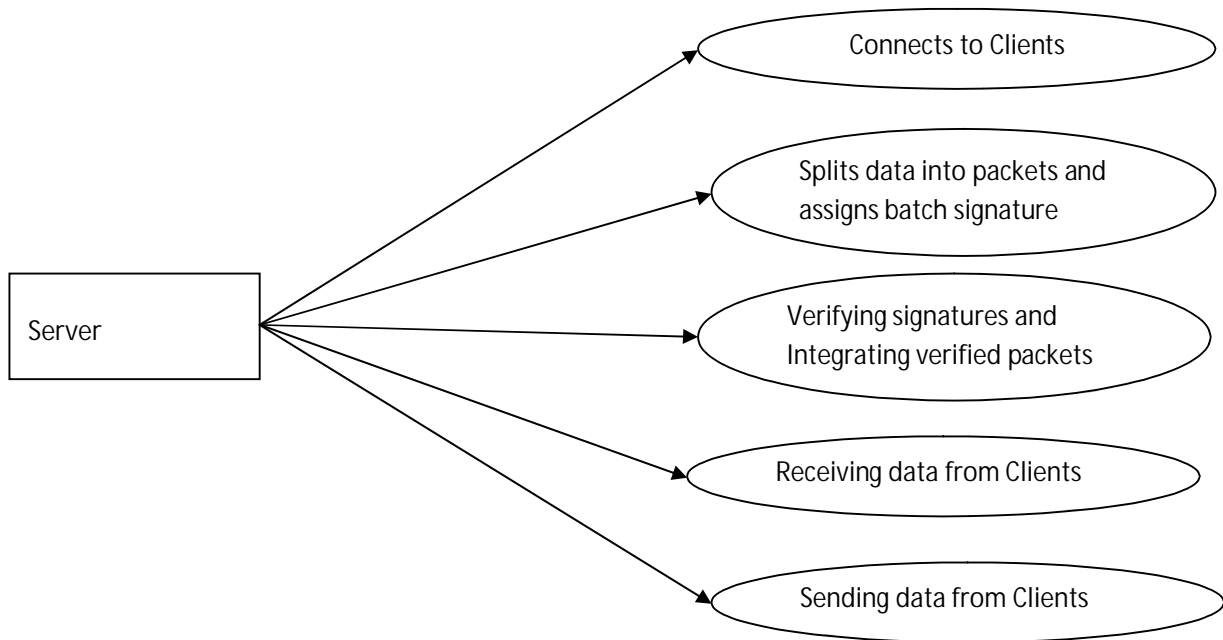 Connects to Clients
Splits data into packets and
assigns batch signature
Server
Verifying signatures and
Integrating verified packets
Receiving data from Clients
Sending data from Clients